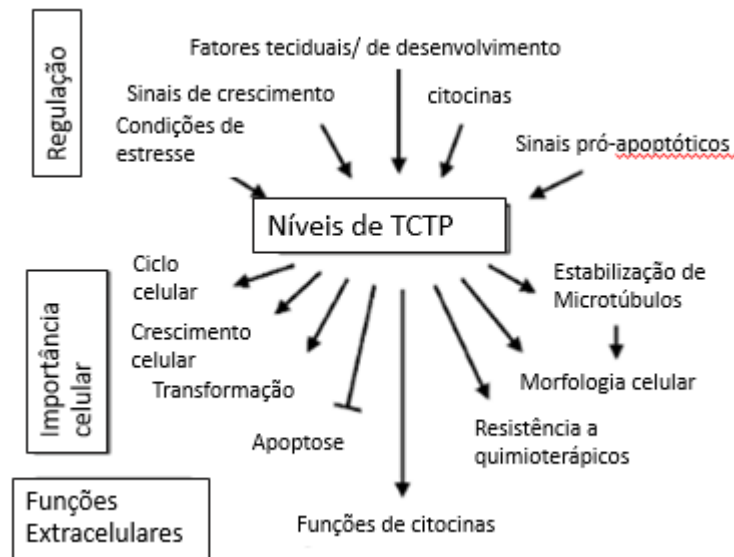 Regulação
Fatores teciduais/ de desenvolvimento
Sinais de crescimento
citocinas
Condições de
estresse
Sinais pró-apoptóticos
Níveis de TCTP
Importância
celular
Ciclo
celular
Crescimento
celular
Transformação
Apoptose
Estabilização de
Microtúbulos
Morfologia celular
Resistência a
quimioterápicos
Funções
Extracelulares
Funções de citocinas